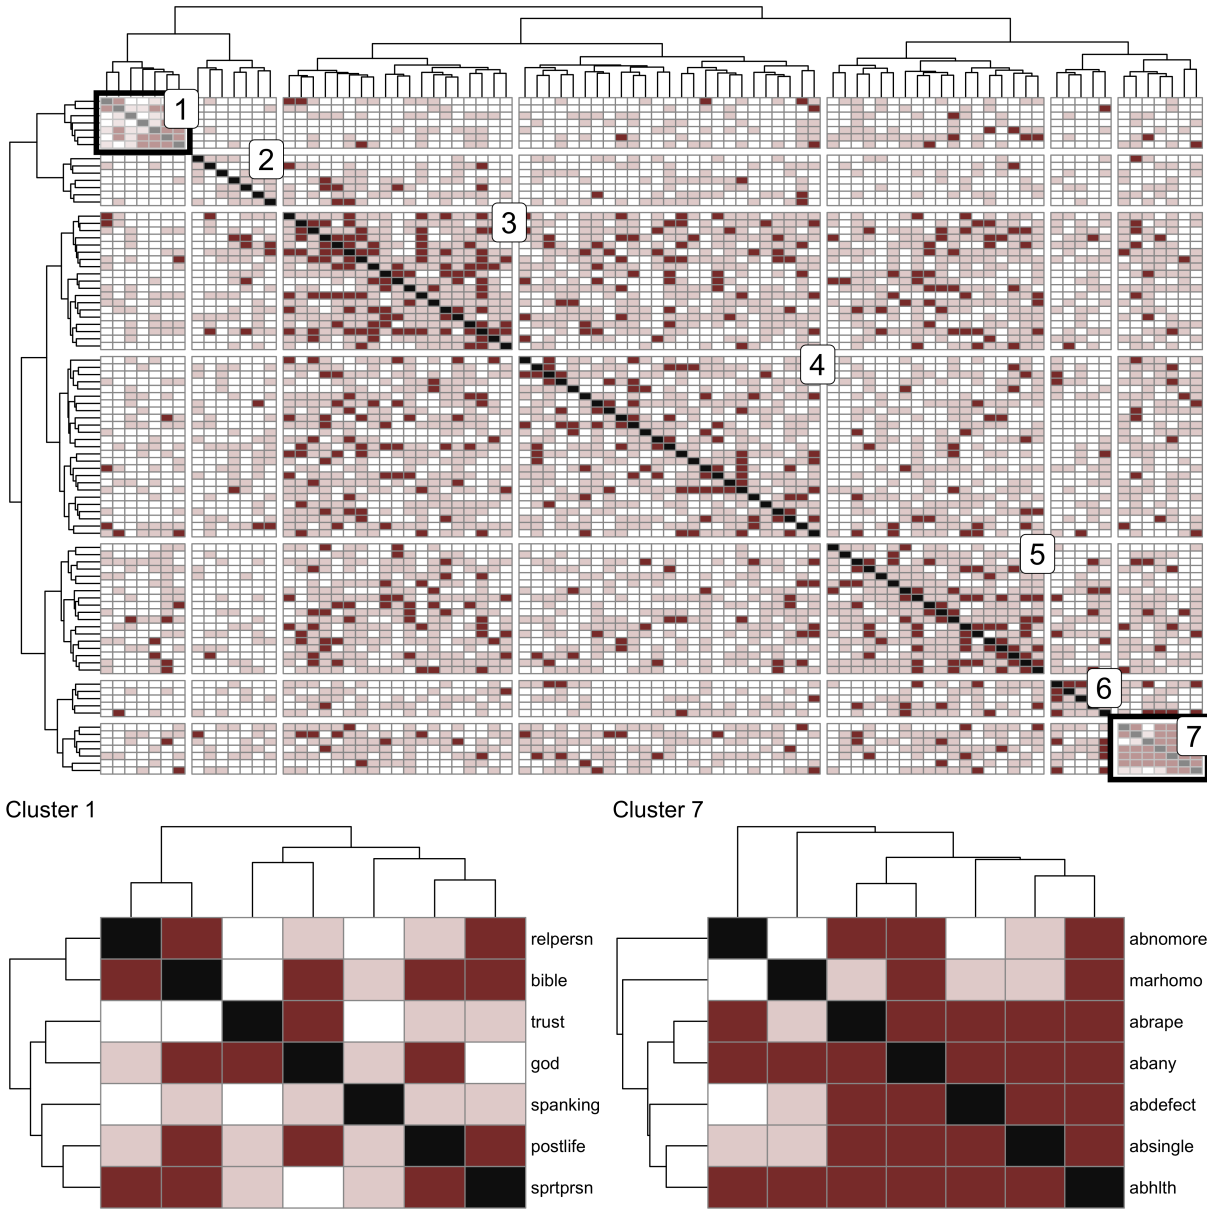 1
2
3
4
5
6
7
Cluster 1
Cluster 7
relpersn
bible
trust
god
spanking
postlife
sprtprsn
abnomore
marhomo
abrape
abany
abdefect
absingle
abhlth